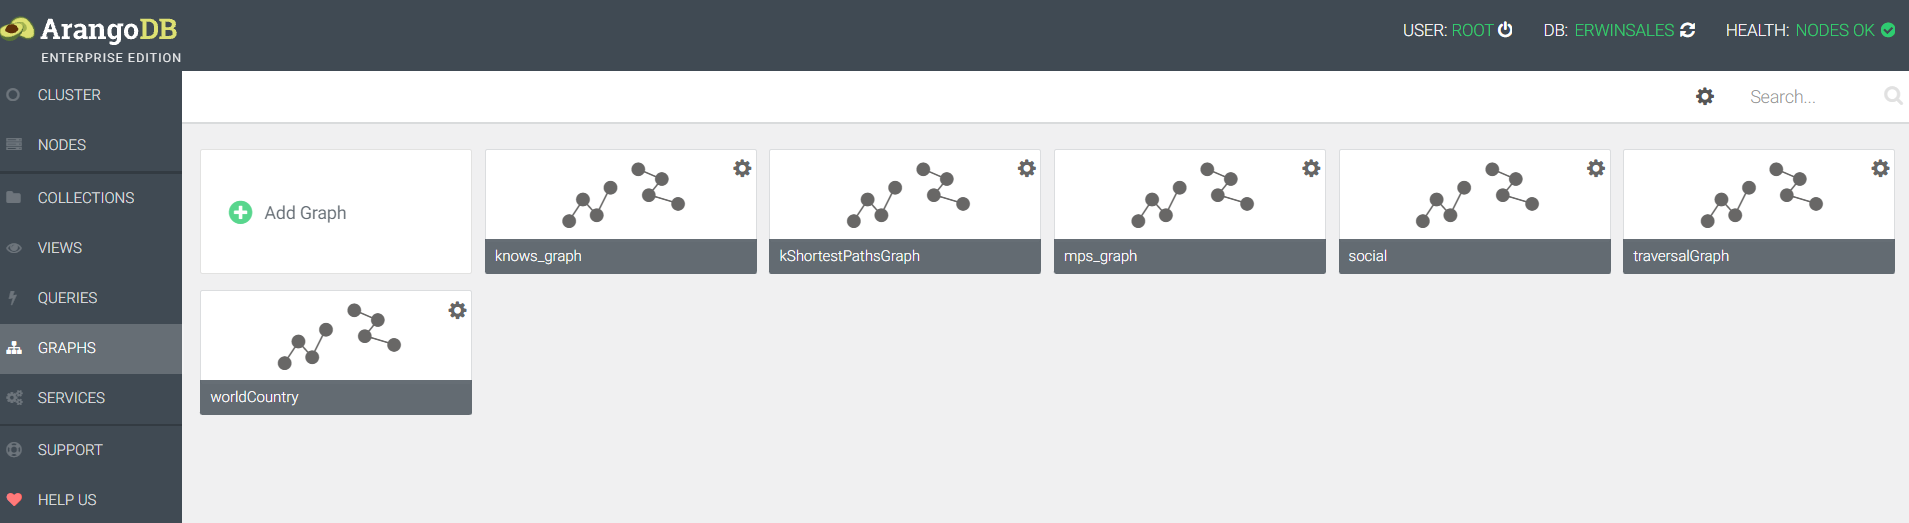 ArangoDB
ENTERPRISE EDITION
USER: ROOT DB: ERWINSALES HEALTH: NODES OK
CLUSTER
NODES
COLLECTIONS
VIEWS
QUERIES
GRAPHS
SERVICES
SUPPORT
HELP US
Search...
Add Graph
knows_graph
kShortestPathsGraph
mps_graph
social
traversalGraph
worldCountry